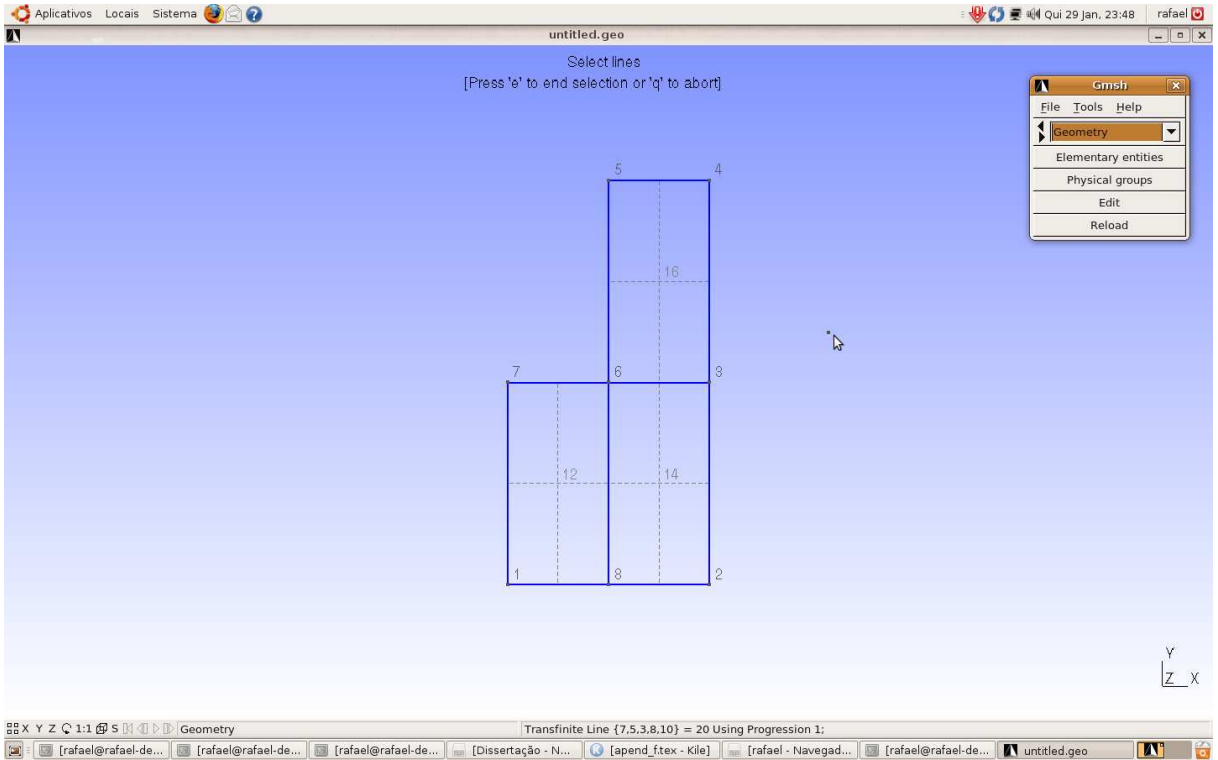 Aplicativos Locais Sistema
Qui 29 Jan, 23:48 rafael
untitled.geo
Select lines
[Press 'e' to end selection or 'q' to abort]
Gmsh
File Tools Help
Geometry
Elementary entities
Physical groups
Edit
Reload
5 4
16
7 6 3
12 14
1 8 2
Y
Z X
X Y Z 1:1 S Geometry
Transfinite Line {7,5,3,8,10} = 20 Using Progression 1;
[rafael@rafael-de... [rafael@rafael-de... [rafael@rafael-de... [Dissertação - N... [apend_f.tex - Kile] [rafael - Navegad... [rafael@rafael-de... untitled.geo